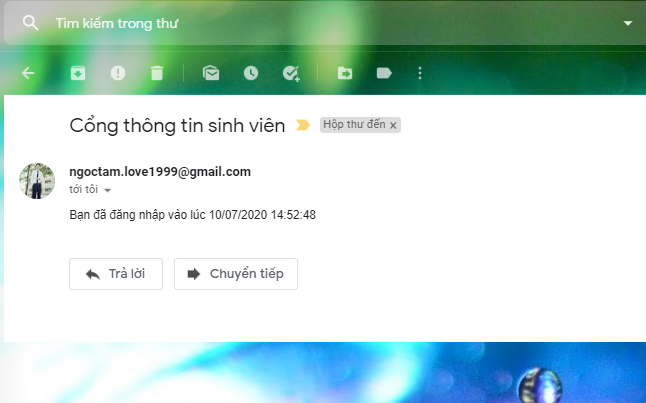 Tìm kiếm trong thư
Cổng thông tin sinh viên
Hộp thư đến x
ngoctam.love1999@gmail.com
tới tôi
Bạn đã đăng nhập vào lúc 10/07/2020 14:52:48
Trả lời
Chuyển tiếp